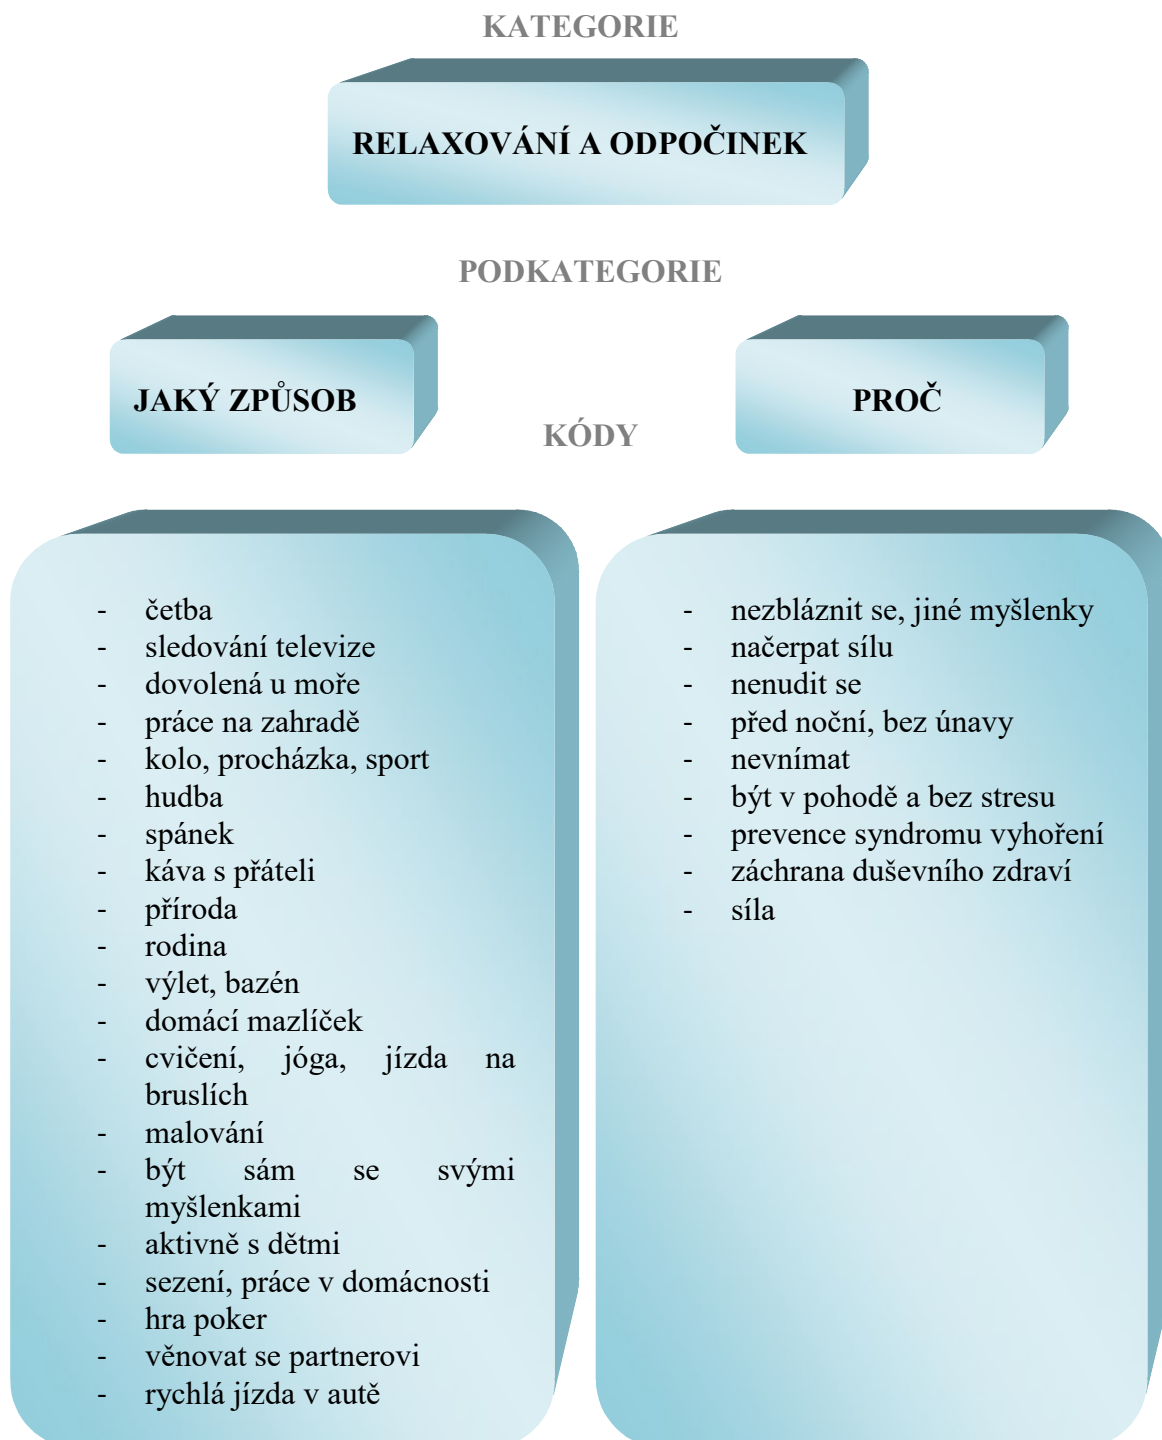 KATEGORIE
RELAXOVÁNÍ A ODPOČINEK
PODKATEGORIE
JAKÝ ZPŮSOB
PROČ
KÓDY
- četba
- sledování televize
- dovolená u moře
- práce na zahradě
- kolo, procházka, sport
- hudba
- spánek
- káva s přáteli
- příroda
- rodina
- výlet, bazén
- domácí mazlíček
- cvičení, jóga, jízda na
bruslích
- malování
- být sám se svými
myšlenkami
- aktivně s dětmi
- sezení, práce v domácnosti
- hra poker
- věnovat se partnerovi
- rychlá jízda v autě
- nezbláznit se, jiné myšlenky
- načerpat sílu
- nenudit se
- před noční, bez únavy
- nevnímat
- být v pohodě a bez stresu
- prevence syndromu vyhoření
- záchrana duševního zdraví
- síla